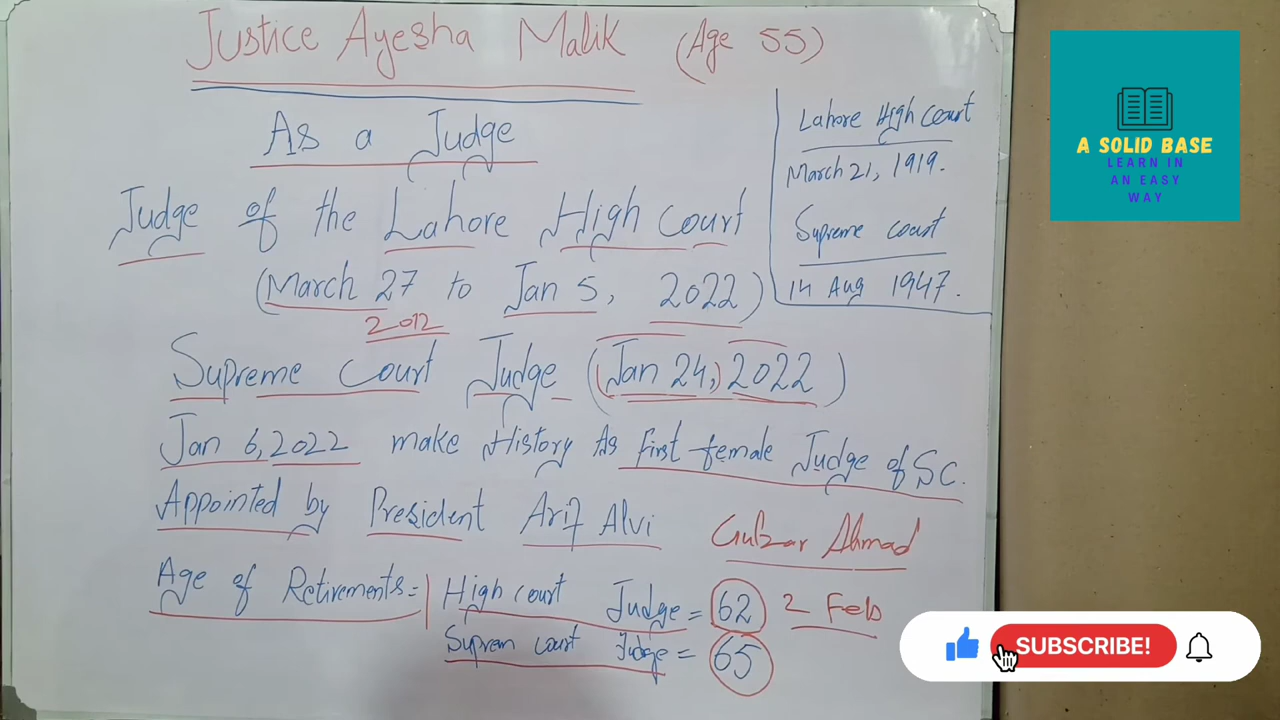 Justice Ayesha Malik (Age 55)
As a Judge
Judge of the Lahore High Court
(March 27 to Jan 5, 2022)
2012
Supreme Court Judge (Jan 24, 2022)
Jan 6, 2022 make History As first female Judge of SC.
Appointed by President Arif Alvi
Gulzar Ahmad
Age of Retirements =
High court Judge = 62 2 Feb
Suprem court Judge = 65
Lahore High Court
March 21, 1919.
Supreme court
14 Aug 1947.
A SOLID BASE
LEARN IN
AN EASY
WAY
SUBSCRIBE!